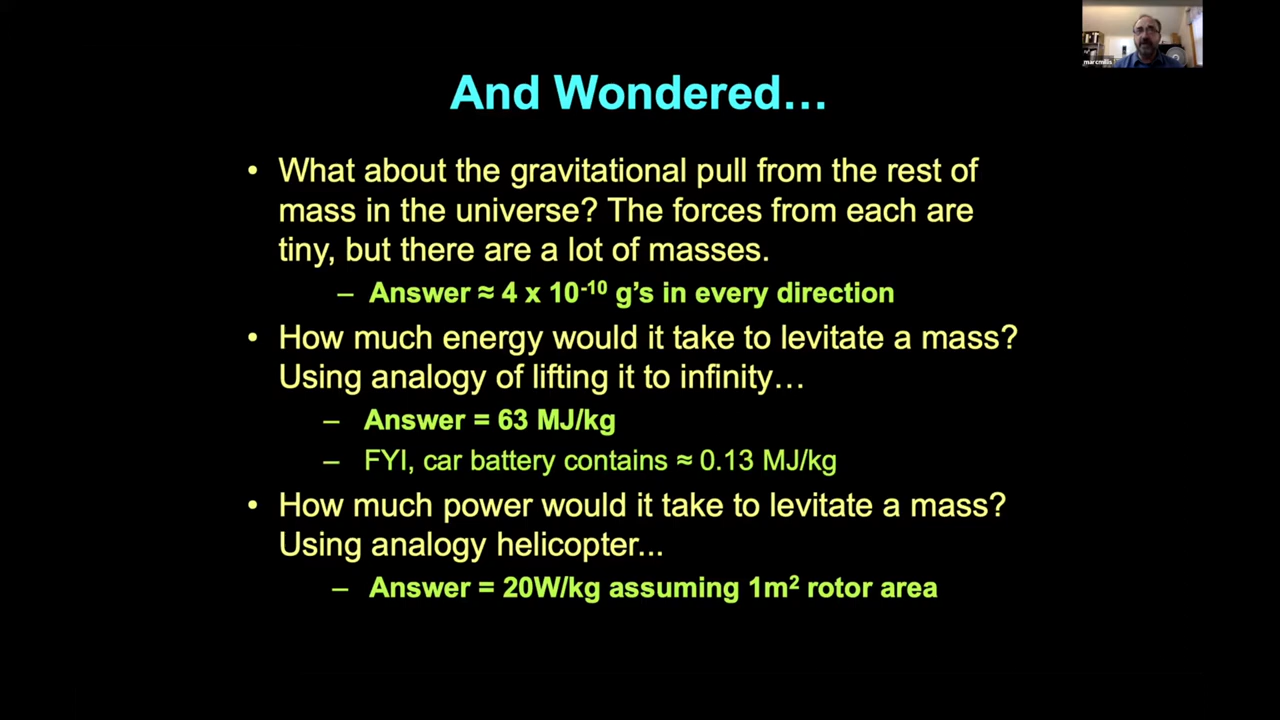 marcmillis
And Wondered…
• What about the gravitational pull from the rest of
mass in the universe? The forces from each are
tiny, but there are a lot of masses.
– Answer ≈ 4 x 10⁻¹⁰ g’s in every direction
• How much energy would it take to levitate a mass?
Using analogy of lifting it to infinity…
– Answer = 63 MJ/kg
– FYI, car battery contains ≈ 0.13 MJ/kg
• How much power would it take to levitate a mass?
Using analogy helicopter...
– Answer = 20W/kg assuming 1m² rotor area